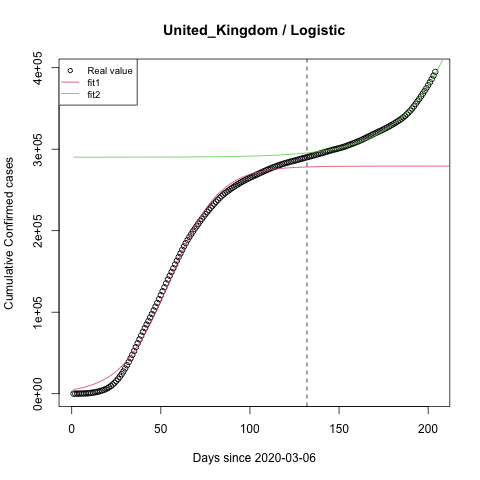 United_Kingdom / Logistic
Real value
fit1
fit2
Cumulative Confirmed cases
4e+05
3e+05
2e+05
1e+05
0e+00
0 50 100 150 200
Days since 2020-03-06